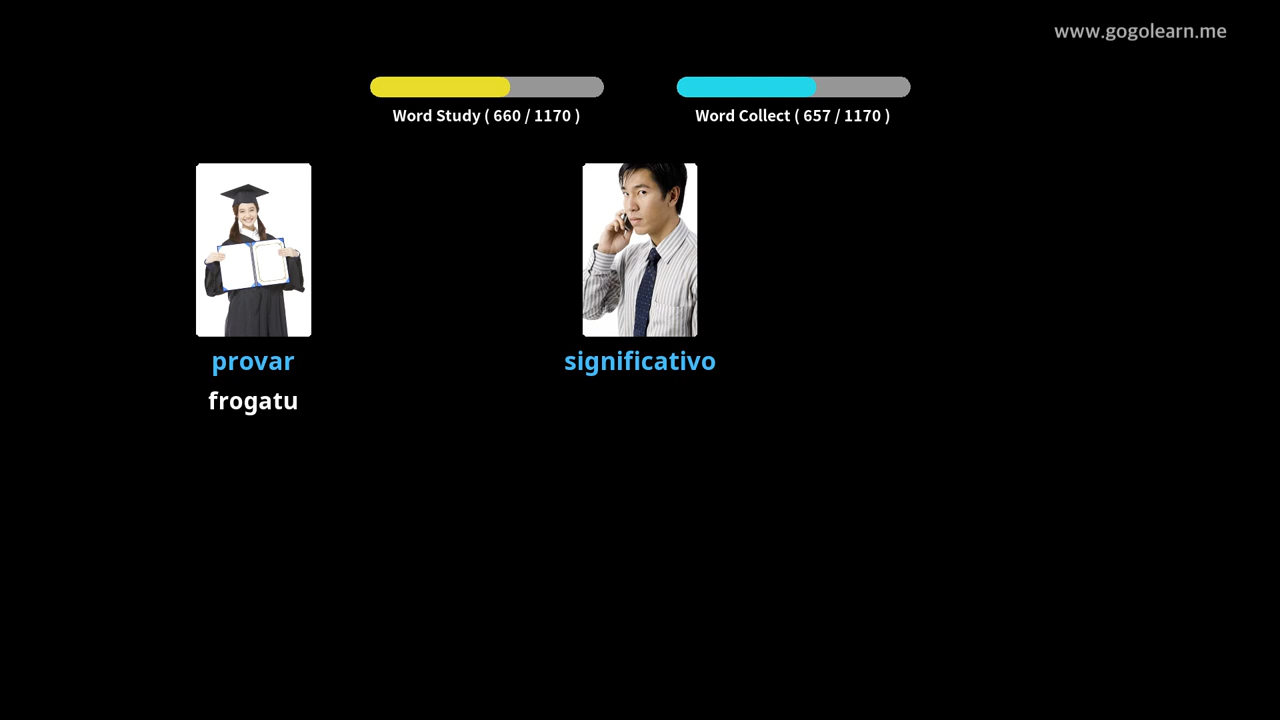 www.gogolearn.me
Word Study ( 660 / 1170 )
Word Collect ( 657 / 1170 )
provar
significativo
frogatu